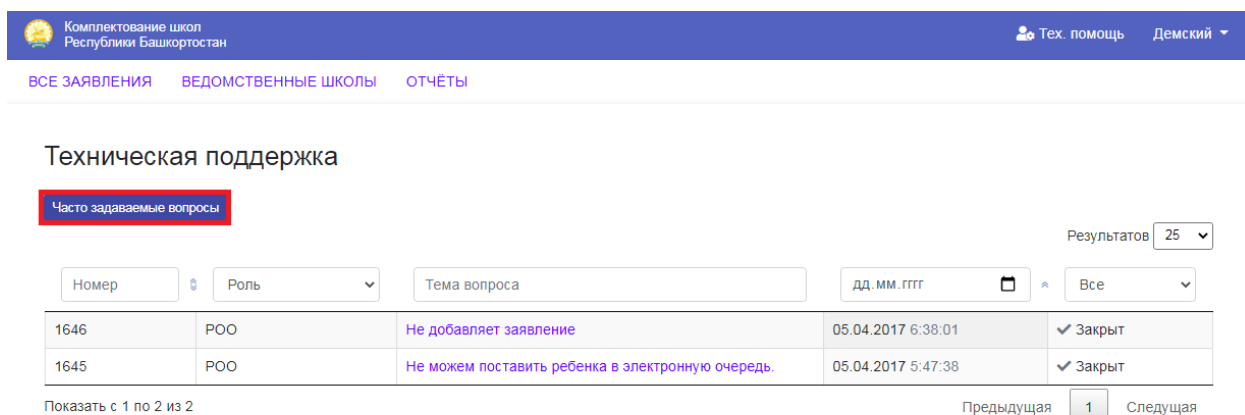 Комплектование школ
Республики Башкортостан
Тех. помощь Демский
ВСЕ ЗАЯВЛЕНИЯ ВЕДОМСТВЕННЫЕ ШКОЛЫ ОТЧЁТЫ
Техническая поддержка
Часто задаваемые вопросы
Результатов 25
Номер Роль Тема вопроса дд.мм.гггг Все
1646 РОО Не добавляет заявление 05.04.2017 6:38:01 Закрыт
1645 РОО Не можем поставить ребенка в электронную очередь. 05.04.2017 5:47:38 Закрыт
Показать с 1 по 2 из 2 Предыдущая 1 Следущая